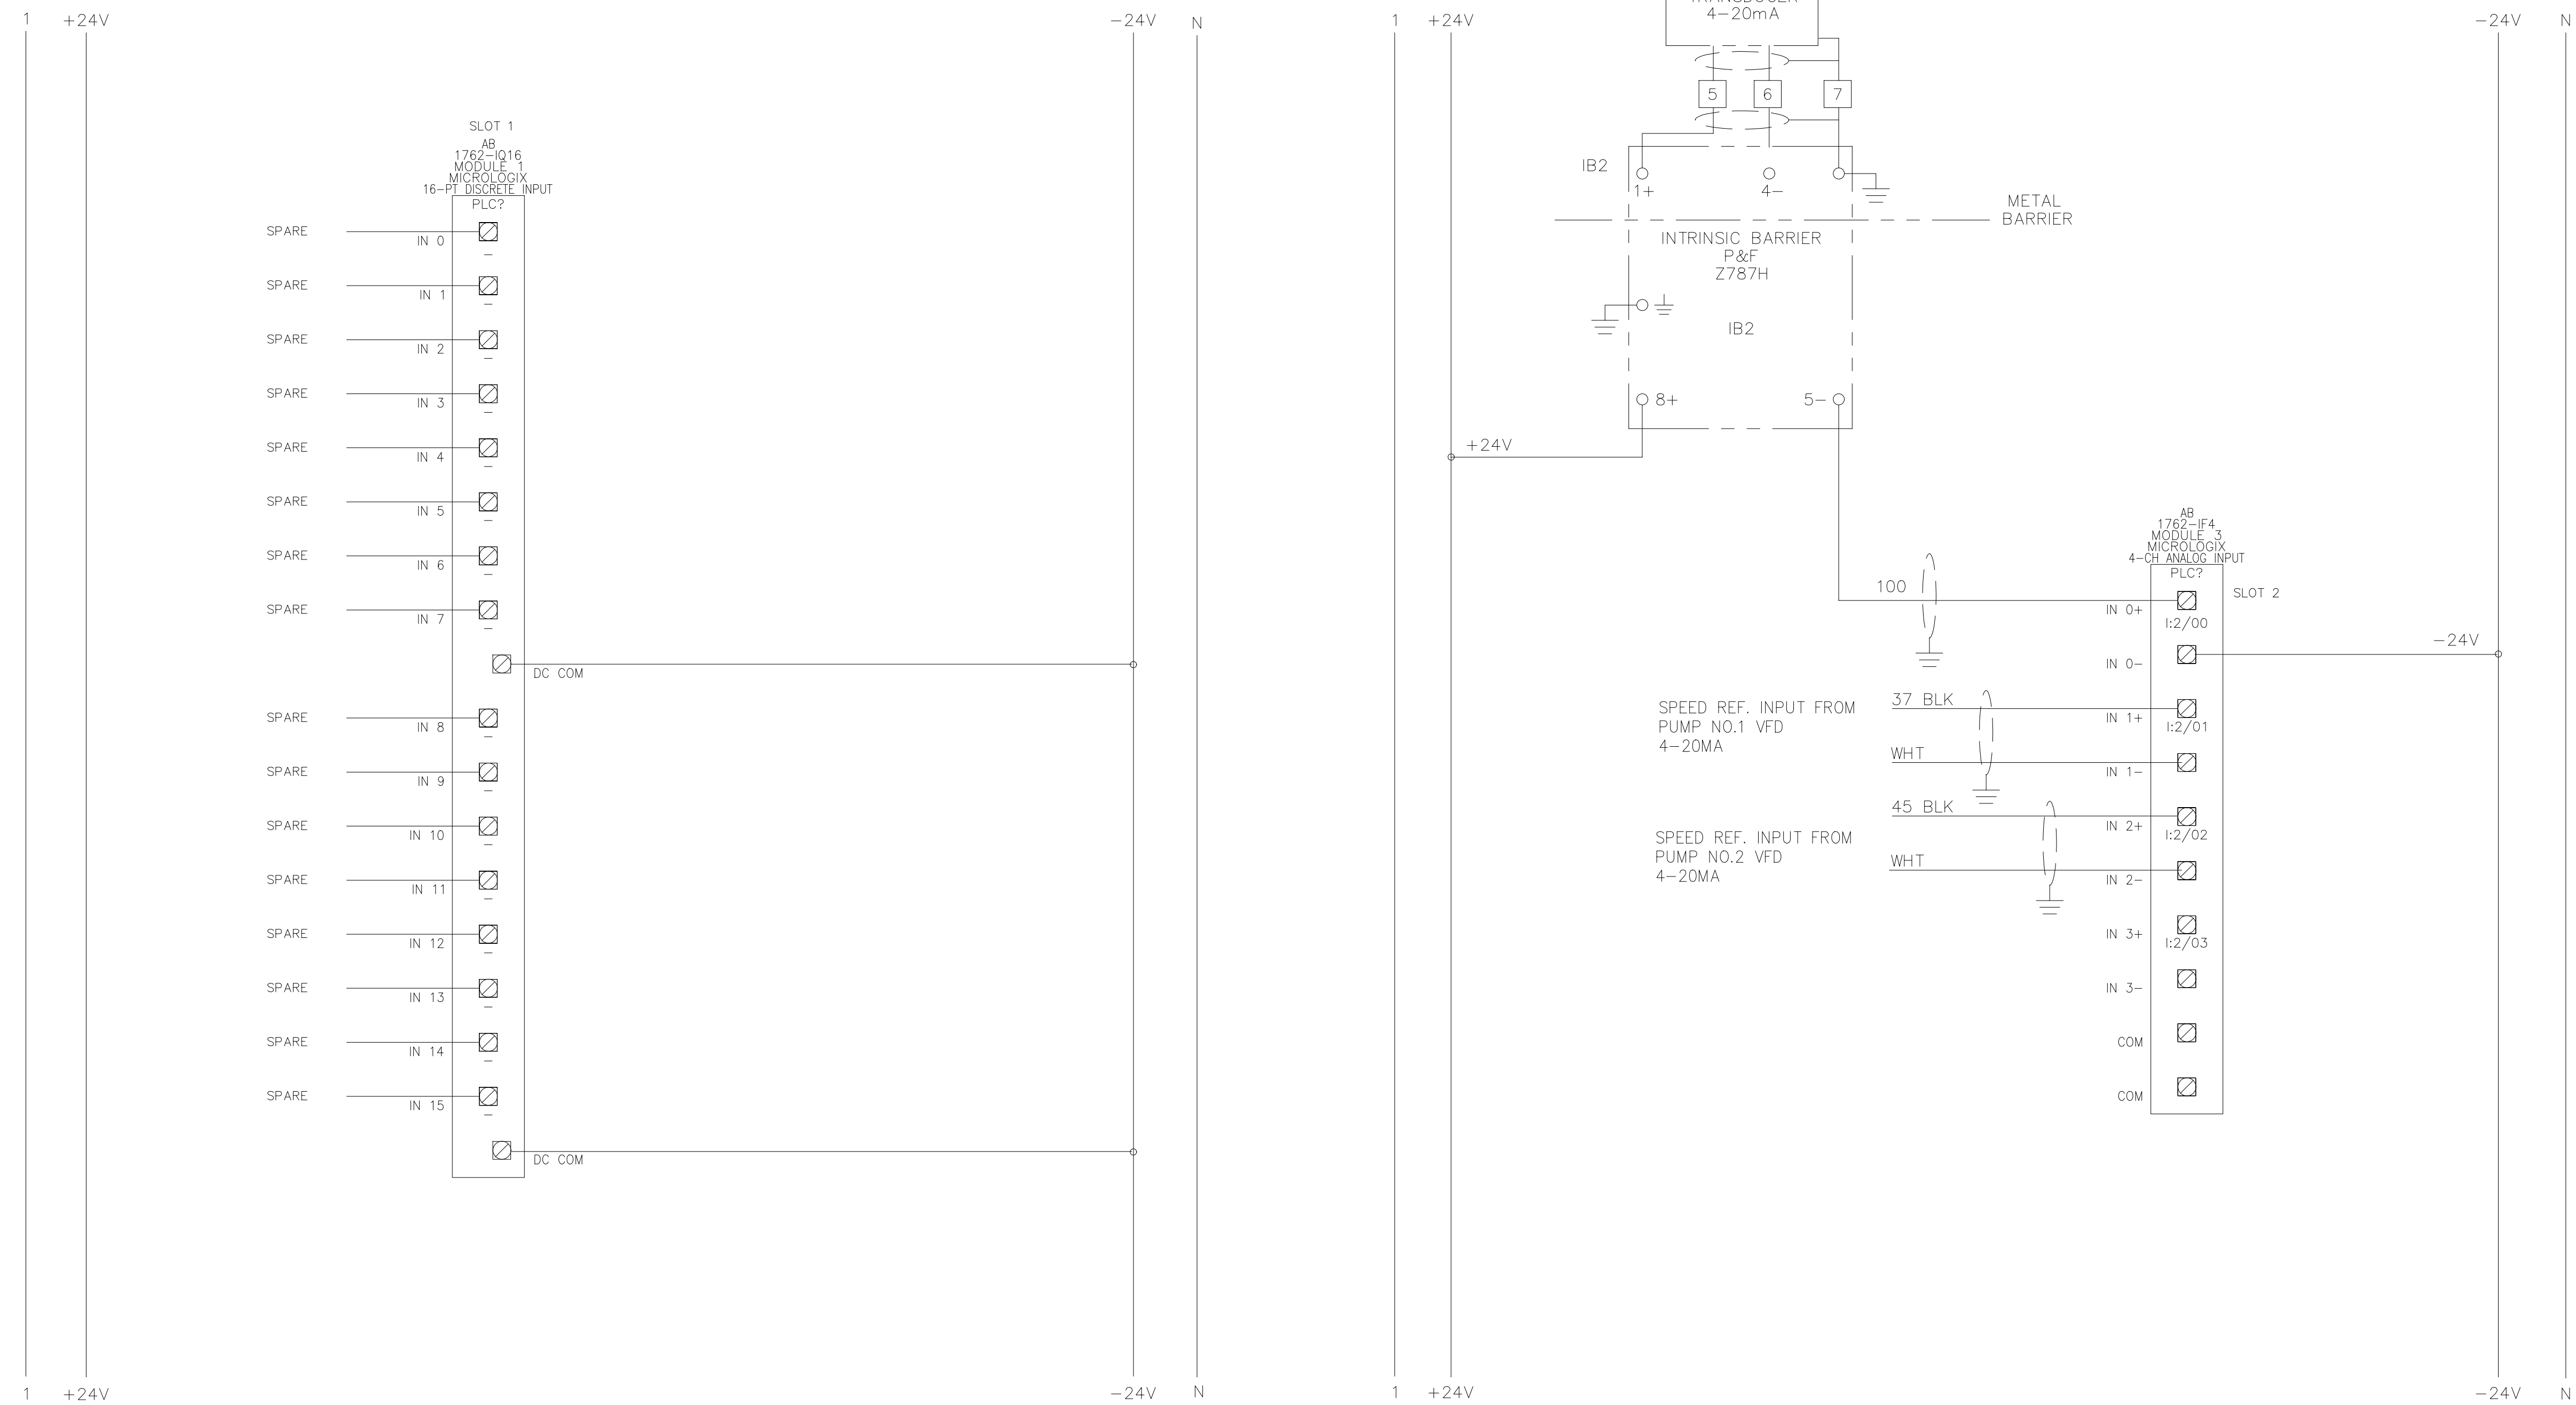 1
+24V
-24V
N
SLOT 1
AB
1762-IQ16
MODULE 1
MICROLOGIX
16-PT DISCRETE INPUT
PLC?
SPARE
IN 0
SPARE
IN 1
SPARE
IN 2
SPARE
IN 3
SPARE
IN 4
SPARE
IN 5
SPARE
IN 6
SPARE
IN 7
DC COM
SPARE
IN 8
SPARE
IN 9
SPARE
IN 10
SPARE
IN 11
SPARE
IN 12
SPARE
IN 13
SPARE
IN 14
SPARE
IN 15
DC COM
1
+24V
-24V
N
1
+24V
-24V
N
4-20mA
5
6
7
IB2
1+
4-
METAL
BARRIER
INTRINSIC BARRIER
P&F
Z787H
IB2
8+
5-
+24V
AB
1762-IF4
MODULE 3
MICROLOGIX
4-CH ANALOG INPUT
PLC?
SLOT 2
100
IN 0+
I:2/00
-24V
IN 0-
SPEED REF. INPUT FROM
PUMP NO.1 VFD
4-20MA
37 BLK
IN 1+
I:2/01
WHT
IN 1-
SPEED REF. INPUT FROM
PUMP NO.2 VFD
4-20MA
45 BLK
IN 2+
I:2/02
WHT
IN 2-
IN 3+
I:2/03
IN 3-
COM
COM
1
+24V
-24V
N